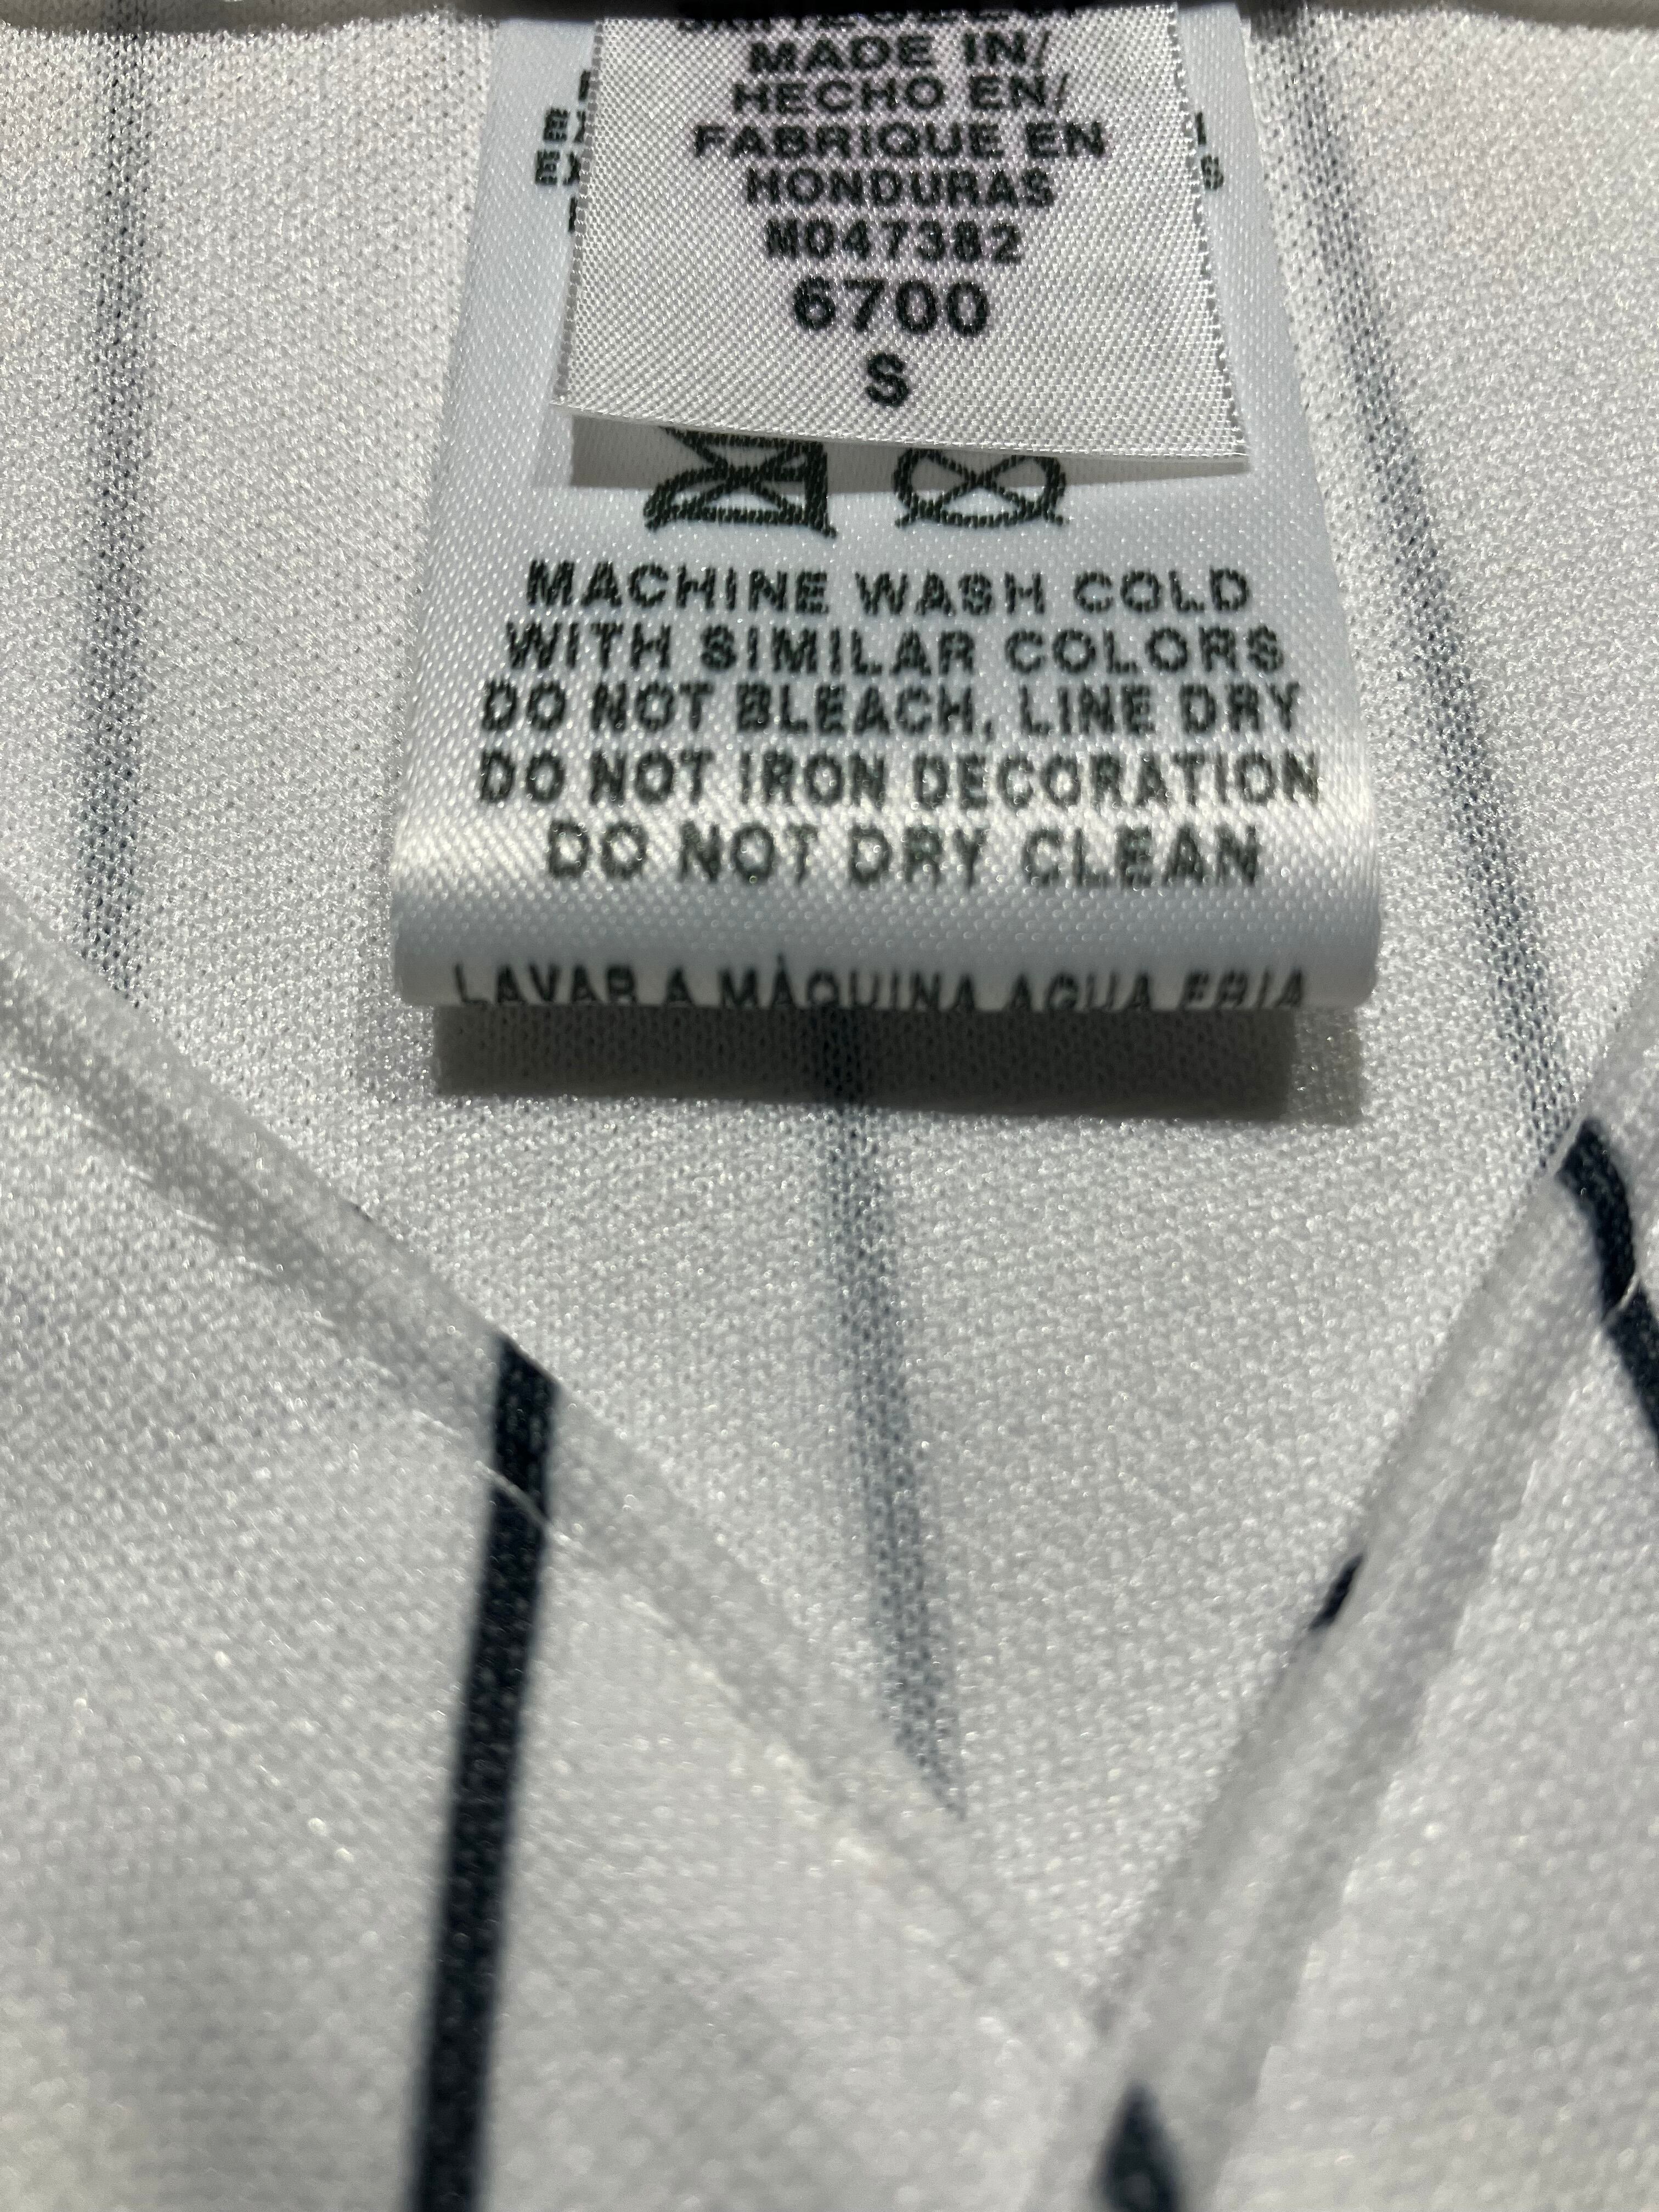 MADE IN/
HECHO EN/
FABRIQUE EN
HONDURAS
M047382
6700
S
MACHINE WASH COLD
WITH SIMILAR COLORS
DO NOT BLEACH, LINE DRY
DO NOT IRON DECORATION
DO NOT DRY CLEAN
LAVAR A MÁQUINA AGUA FRIA